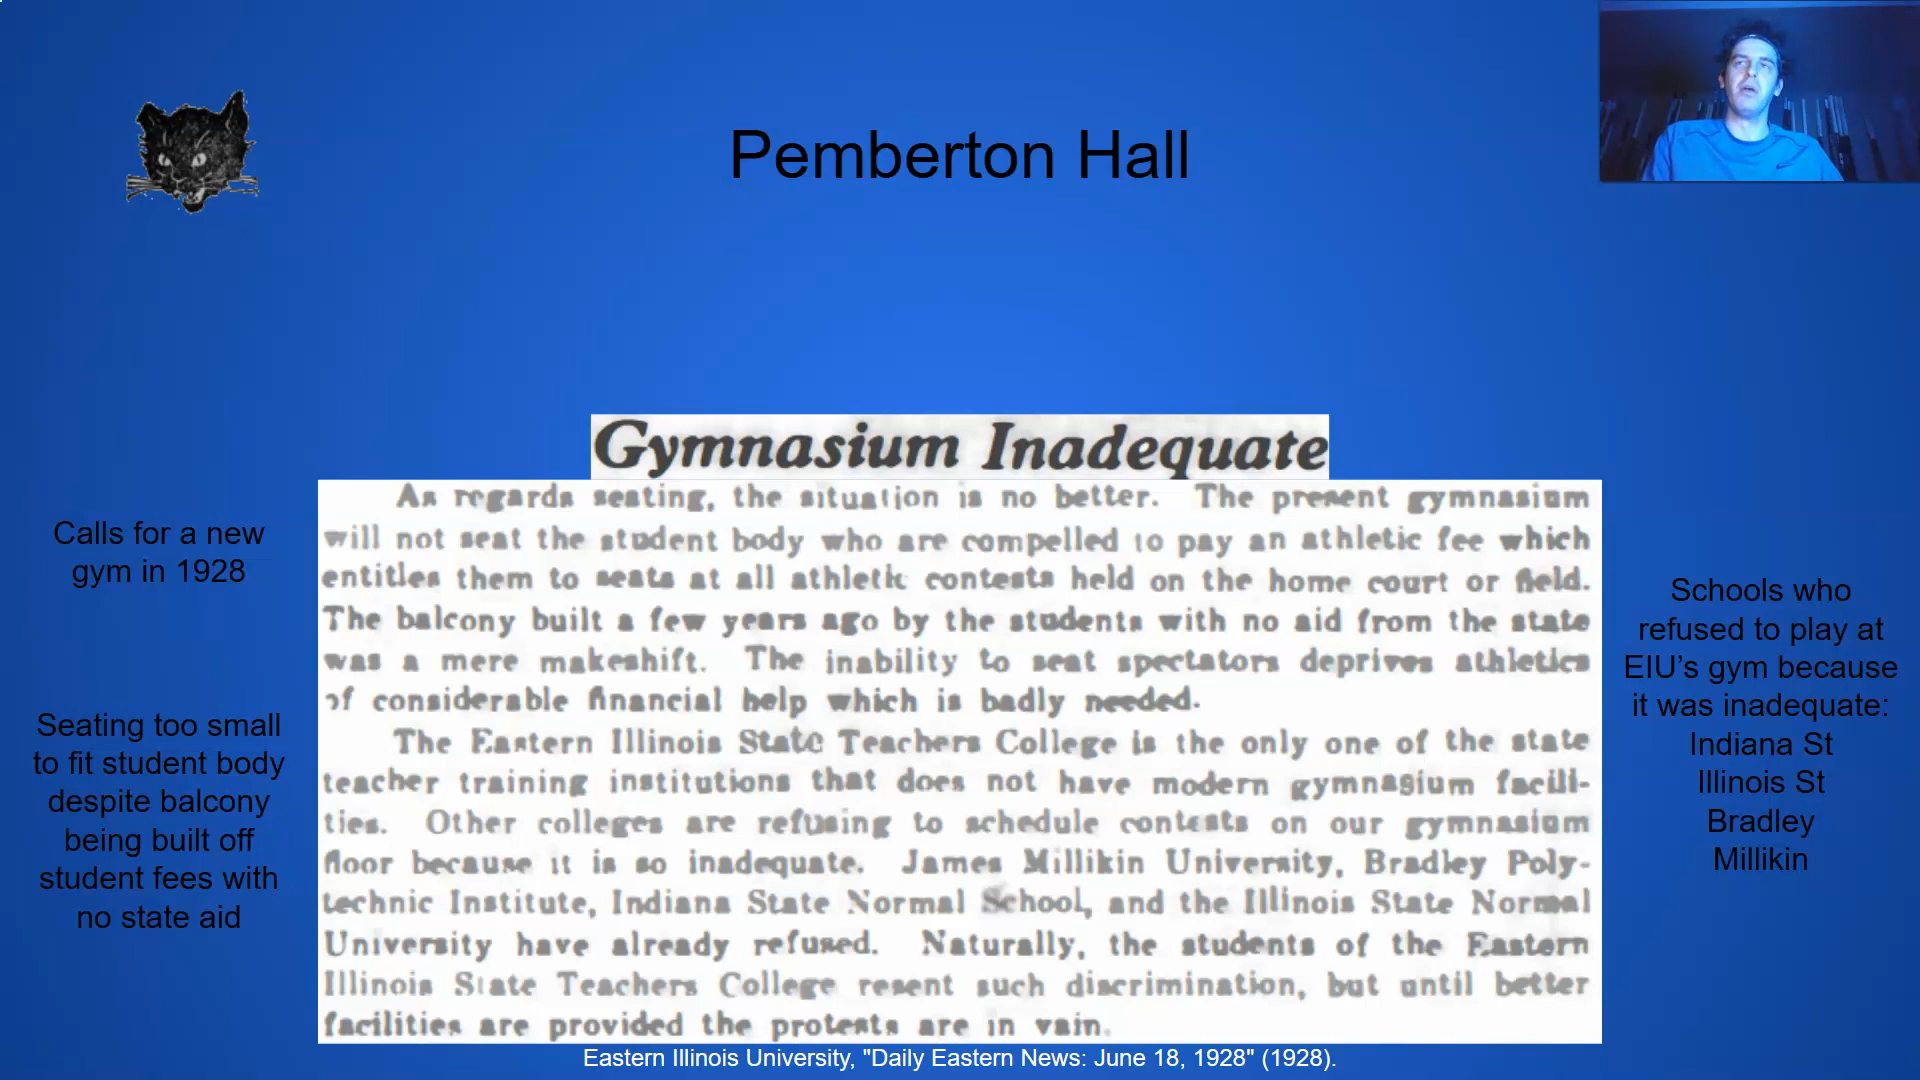 Pemberton Hall
Gymnasium Inadequate
As regards seating, the situation is no better. The present gymnasium
will not seat the student body who are compelled to pay an athletic fee which
entitles them to seats at all athletic contests held on the home court or field.
The balcony built a few years ago by the students with no aid from the state
was a mere makeshift. The inability to seat spectators deprives athletics
of considerable financial help which is badly needed.
The Eastern Illinois State Teachers College is the only one of the state
teacher training institutions that does not have modern gymnasium facili-
ties. Other colleges are refusing to schedule contests on our gymnasium
floor because it is so inadequate. James Millikin University, Bradley Poly-
technic Institute, Indiana State Normal School, and the Illinois State Normal
University have already refused. Naturally, the students of the Eastern
Illinois State Teachers College resent such discrimination, but until better
facilities are provided the protests are in vain.
Calls for a new
gym in 1928
Seating too small
to fit student body
despite balcony
being built off
student fees with
no state aid
Schools who
refused to play at
EIU’s gym because
it was inadequate:
Indiana St
Illinois St
Bradley
Millikin
Eastern Illinois University, "Daily Eastern News: June 18, 1928" (1928).